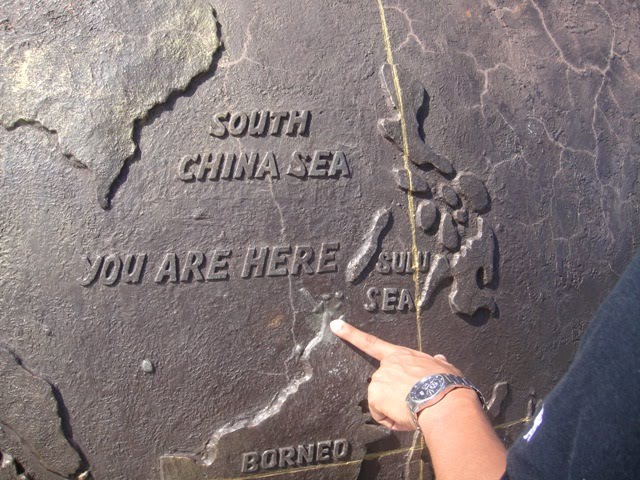 SOUTH
CHINA SEA
YOU ARE HERE
SULU
SEA
BORNEO